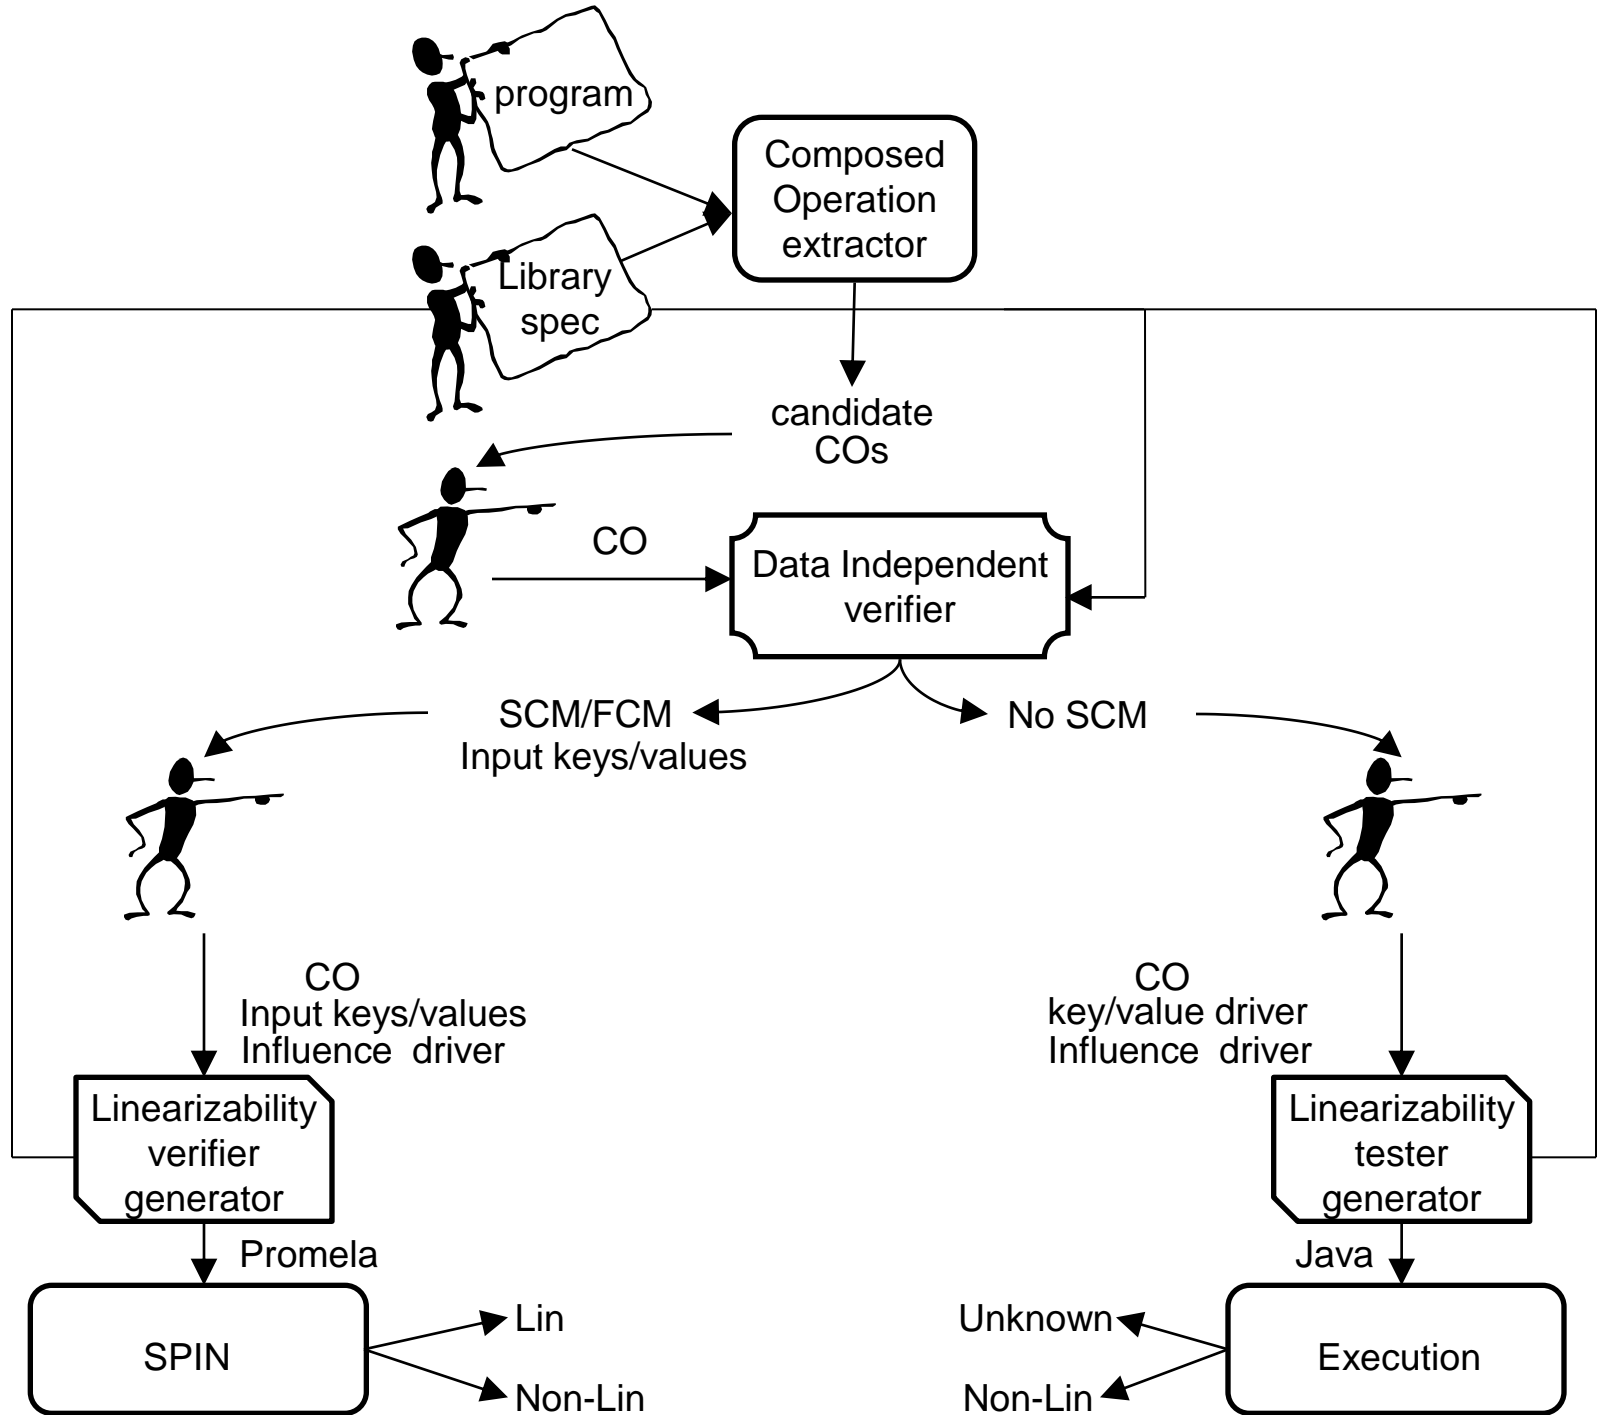 program
Composed
Operation
extractor
Library
spec
candidate
COs
CO
Data Independent
verifier
SCM/FCM
Input keys/values
No SCM
CO
Input keys/values
Influence driver
CO
key/value driver
Influence driver
Linearizability
verifier
generator
Linearizability
tester
generator
Promela
Java
SPIN
Lin
Non-Lin
Unknown
Non-Lin
Execution